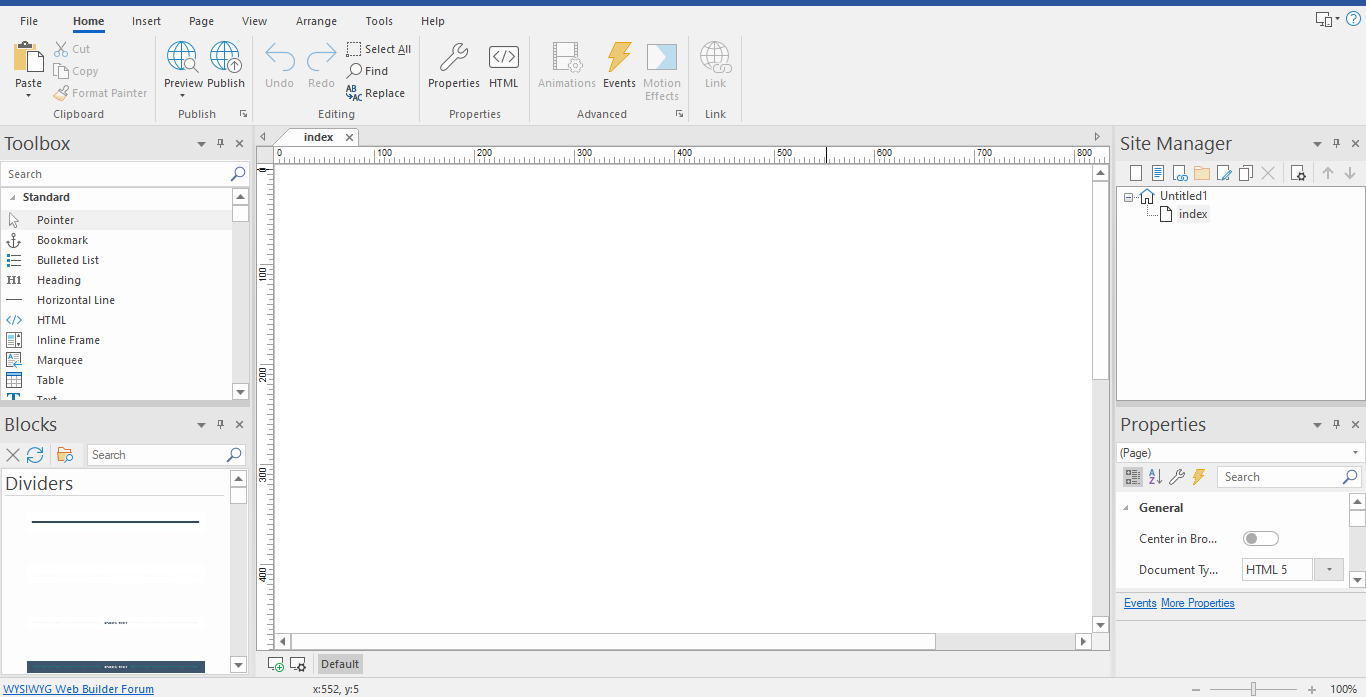 File Home Insert Page View Arrange Tools Help
Paste Cut Copy Format Painter
Clipboard
Preview Publish
Publish
Undo Redo Select All Find Replace
Editing
Properties HTML
Properties
Animations Events Motion Effects
Advanced
Link
Link
Toolbox
Search
Standard
Pointer
Bookmark
Bulleted List
Heading
Horizontal Line
HTML
Inline Frame
Marquee
Table
Text
Blocks
Search
Dividers
index
0 100 200 300 400 500 600 700 800
0
100
200
300
400
Default
Site Manager
Untitled1
index
Properties
(Page)
Search
General
Center in Bro...
Document Ty... HTML 5
Events More Properties
WYSIWYG Web Builder Forum x:552, y:5 100%